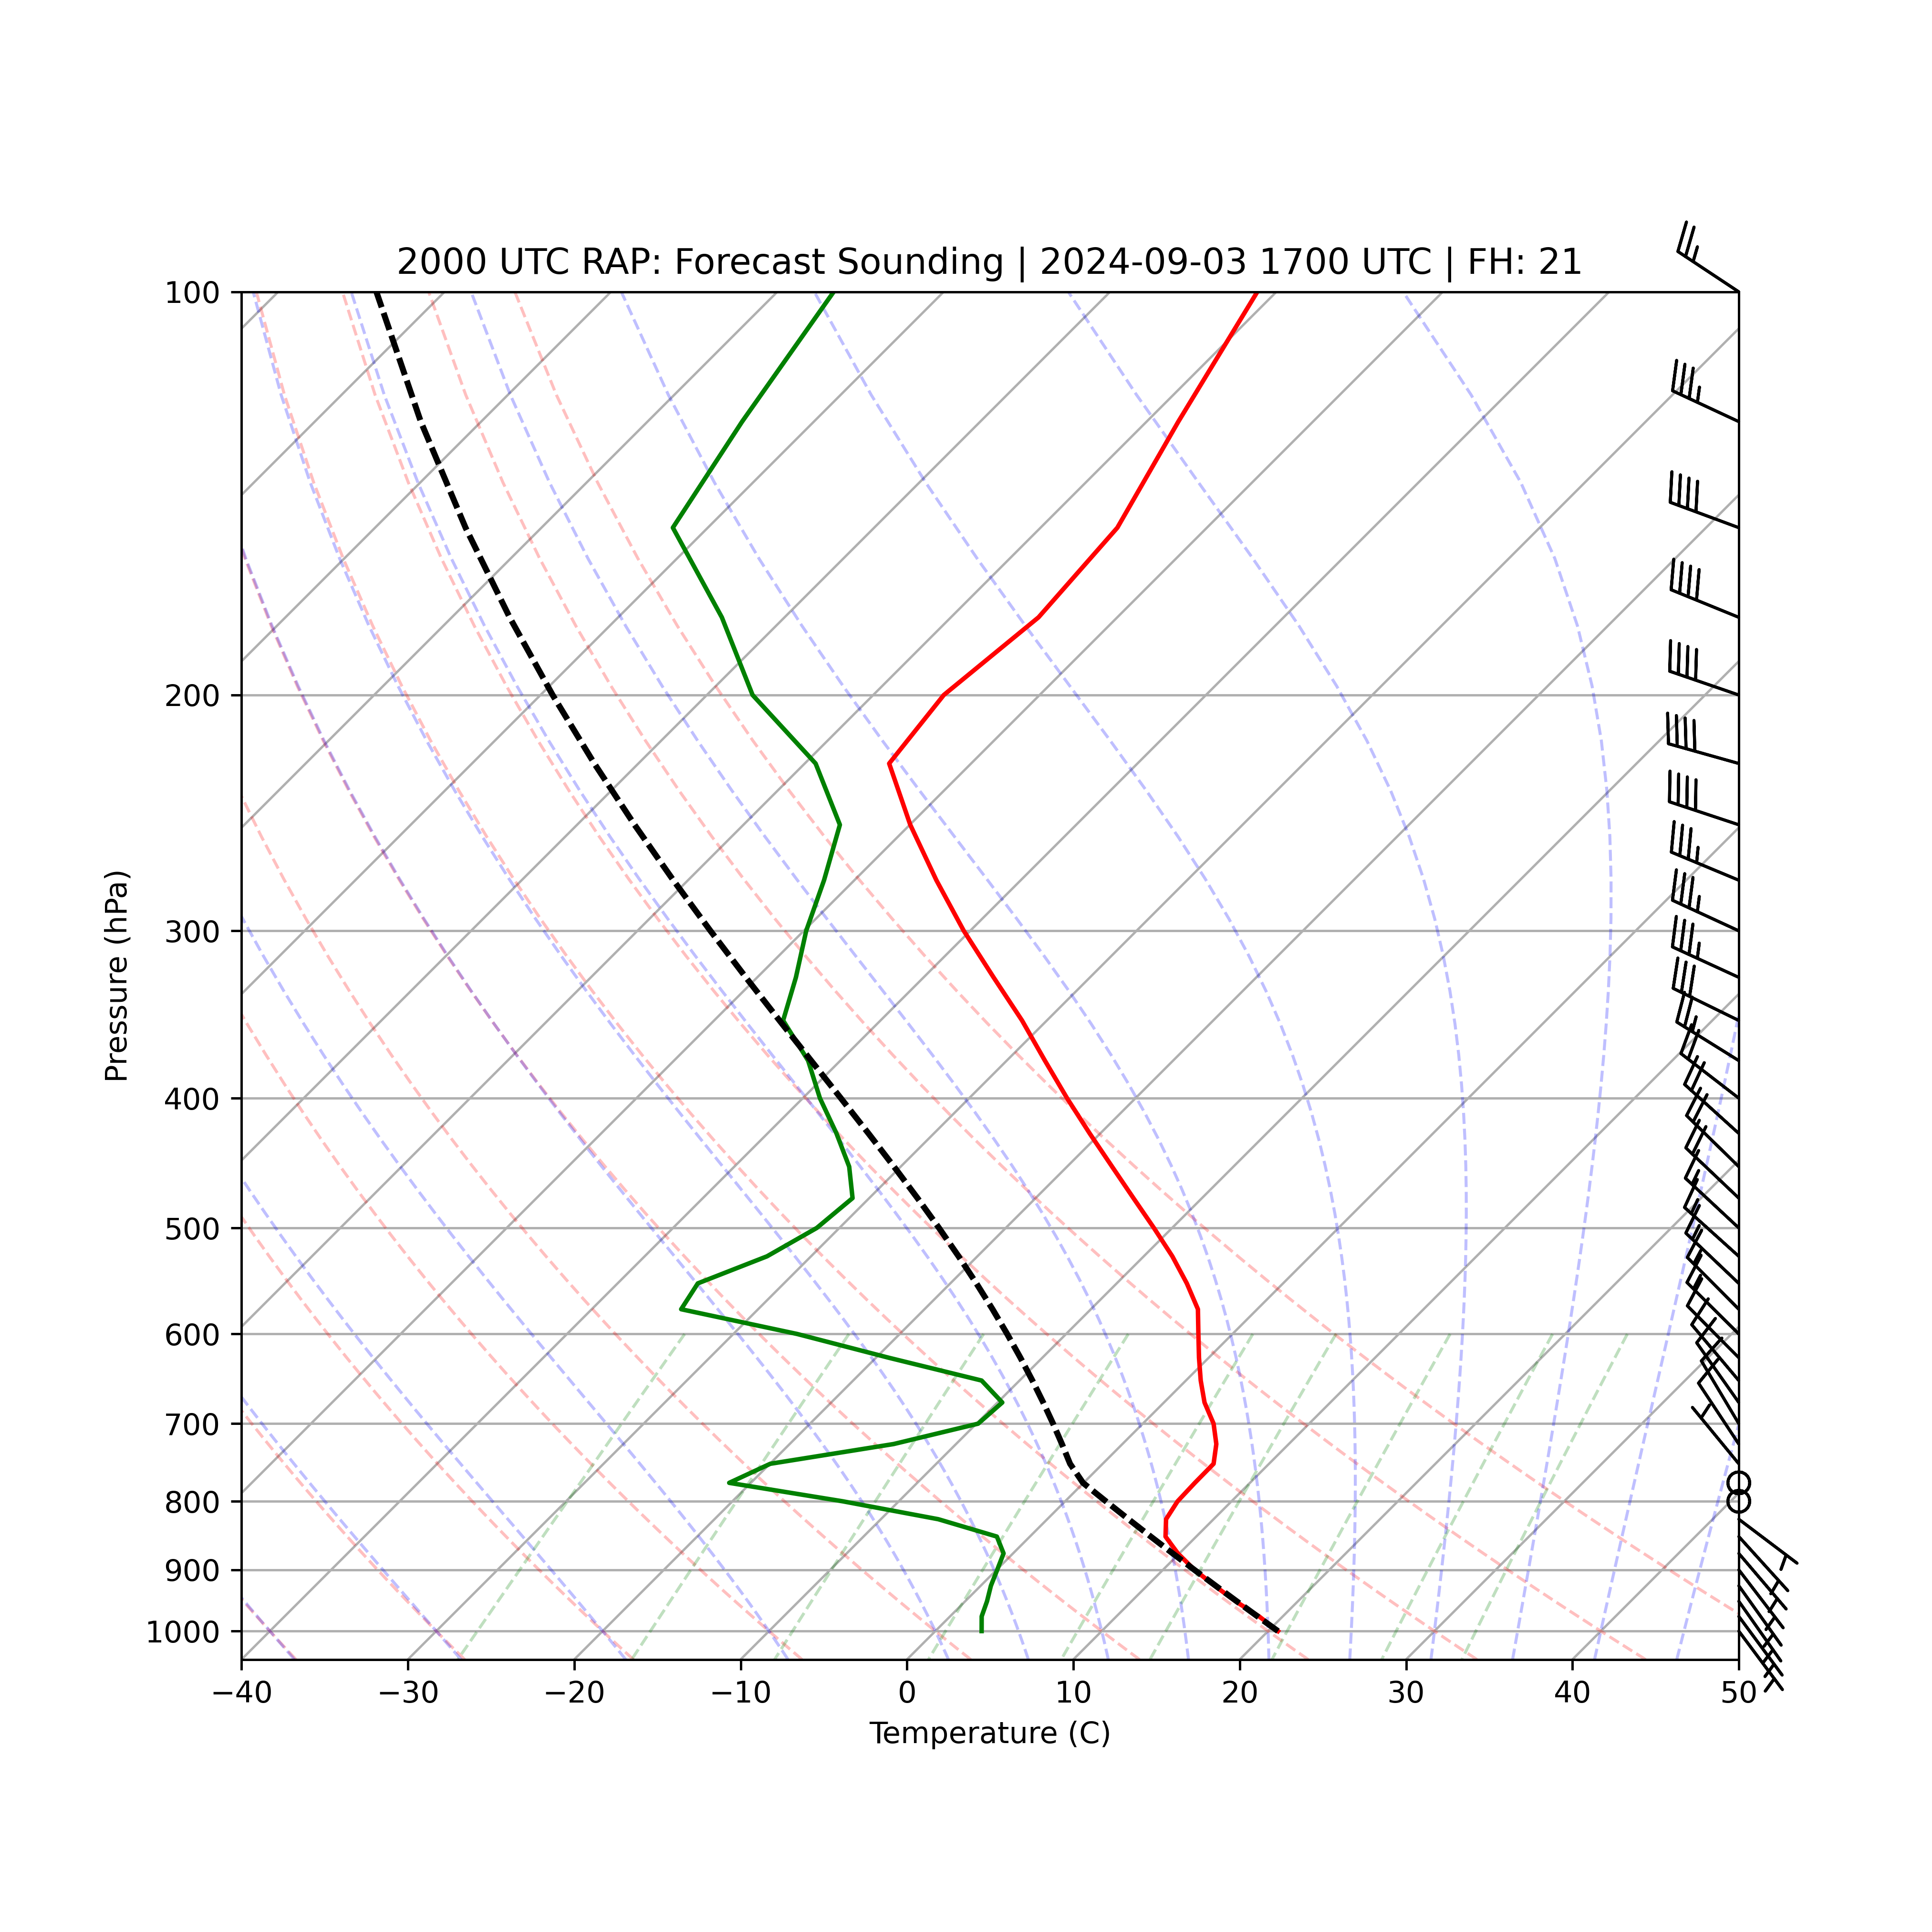 2000 UTC RAP: Forecast Sounding | 2024-09-03 1700 UTC | FH: 21
100
200
300
400
500
600
700
800
900
1000
Pressure (hPa)
−40 −30 −20 −10 0 10 20 30 40 50
Temperature (C)